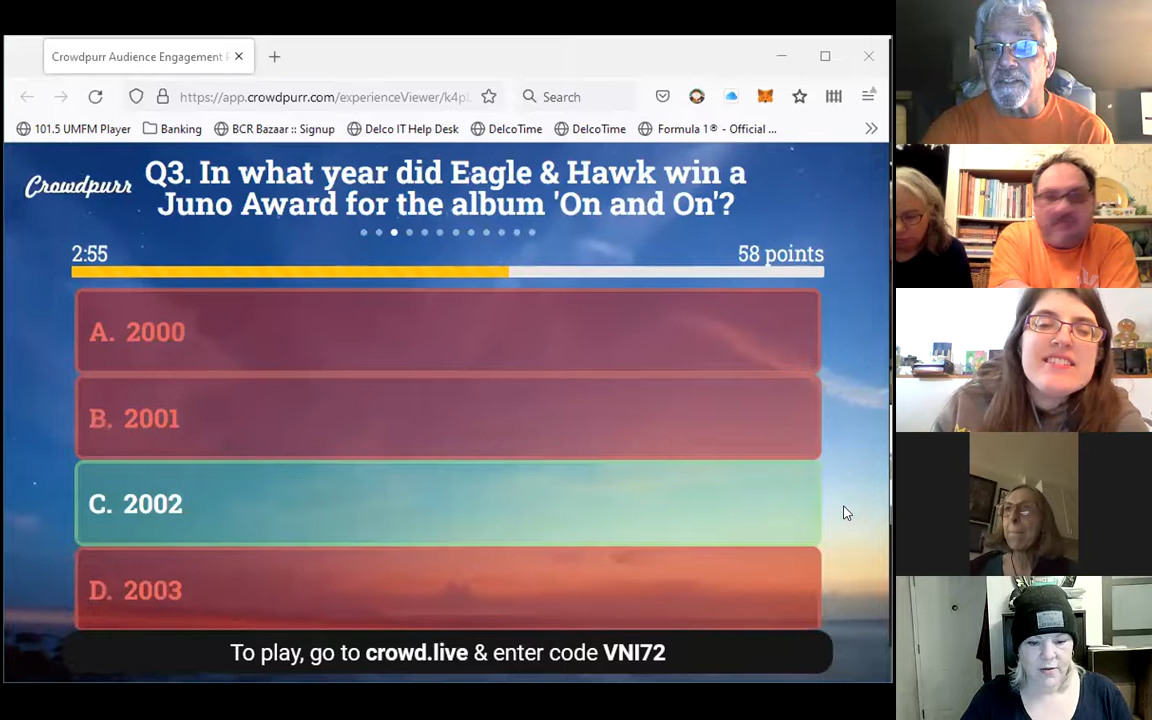 Crowdpurr Audience Engagement
https://app.crowdpurr.com/experienceViewer/k4p
Search
101.5 UMFM Player
Banking
BCR Bazaar :: Signup
Delco IT Help Desk
DelcoTime
DelcoTime
Formula 1® - Official ...
Crowdpurr
Q3. In what year did Eagle & Hawk win a
Juno Award for the album 'On and On'?
2:55
58 points
A. 2000
B. 2001
C. 2002
D. 2003
To play, go to crowd.live & enter code VNI72